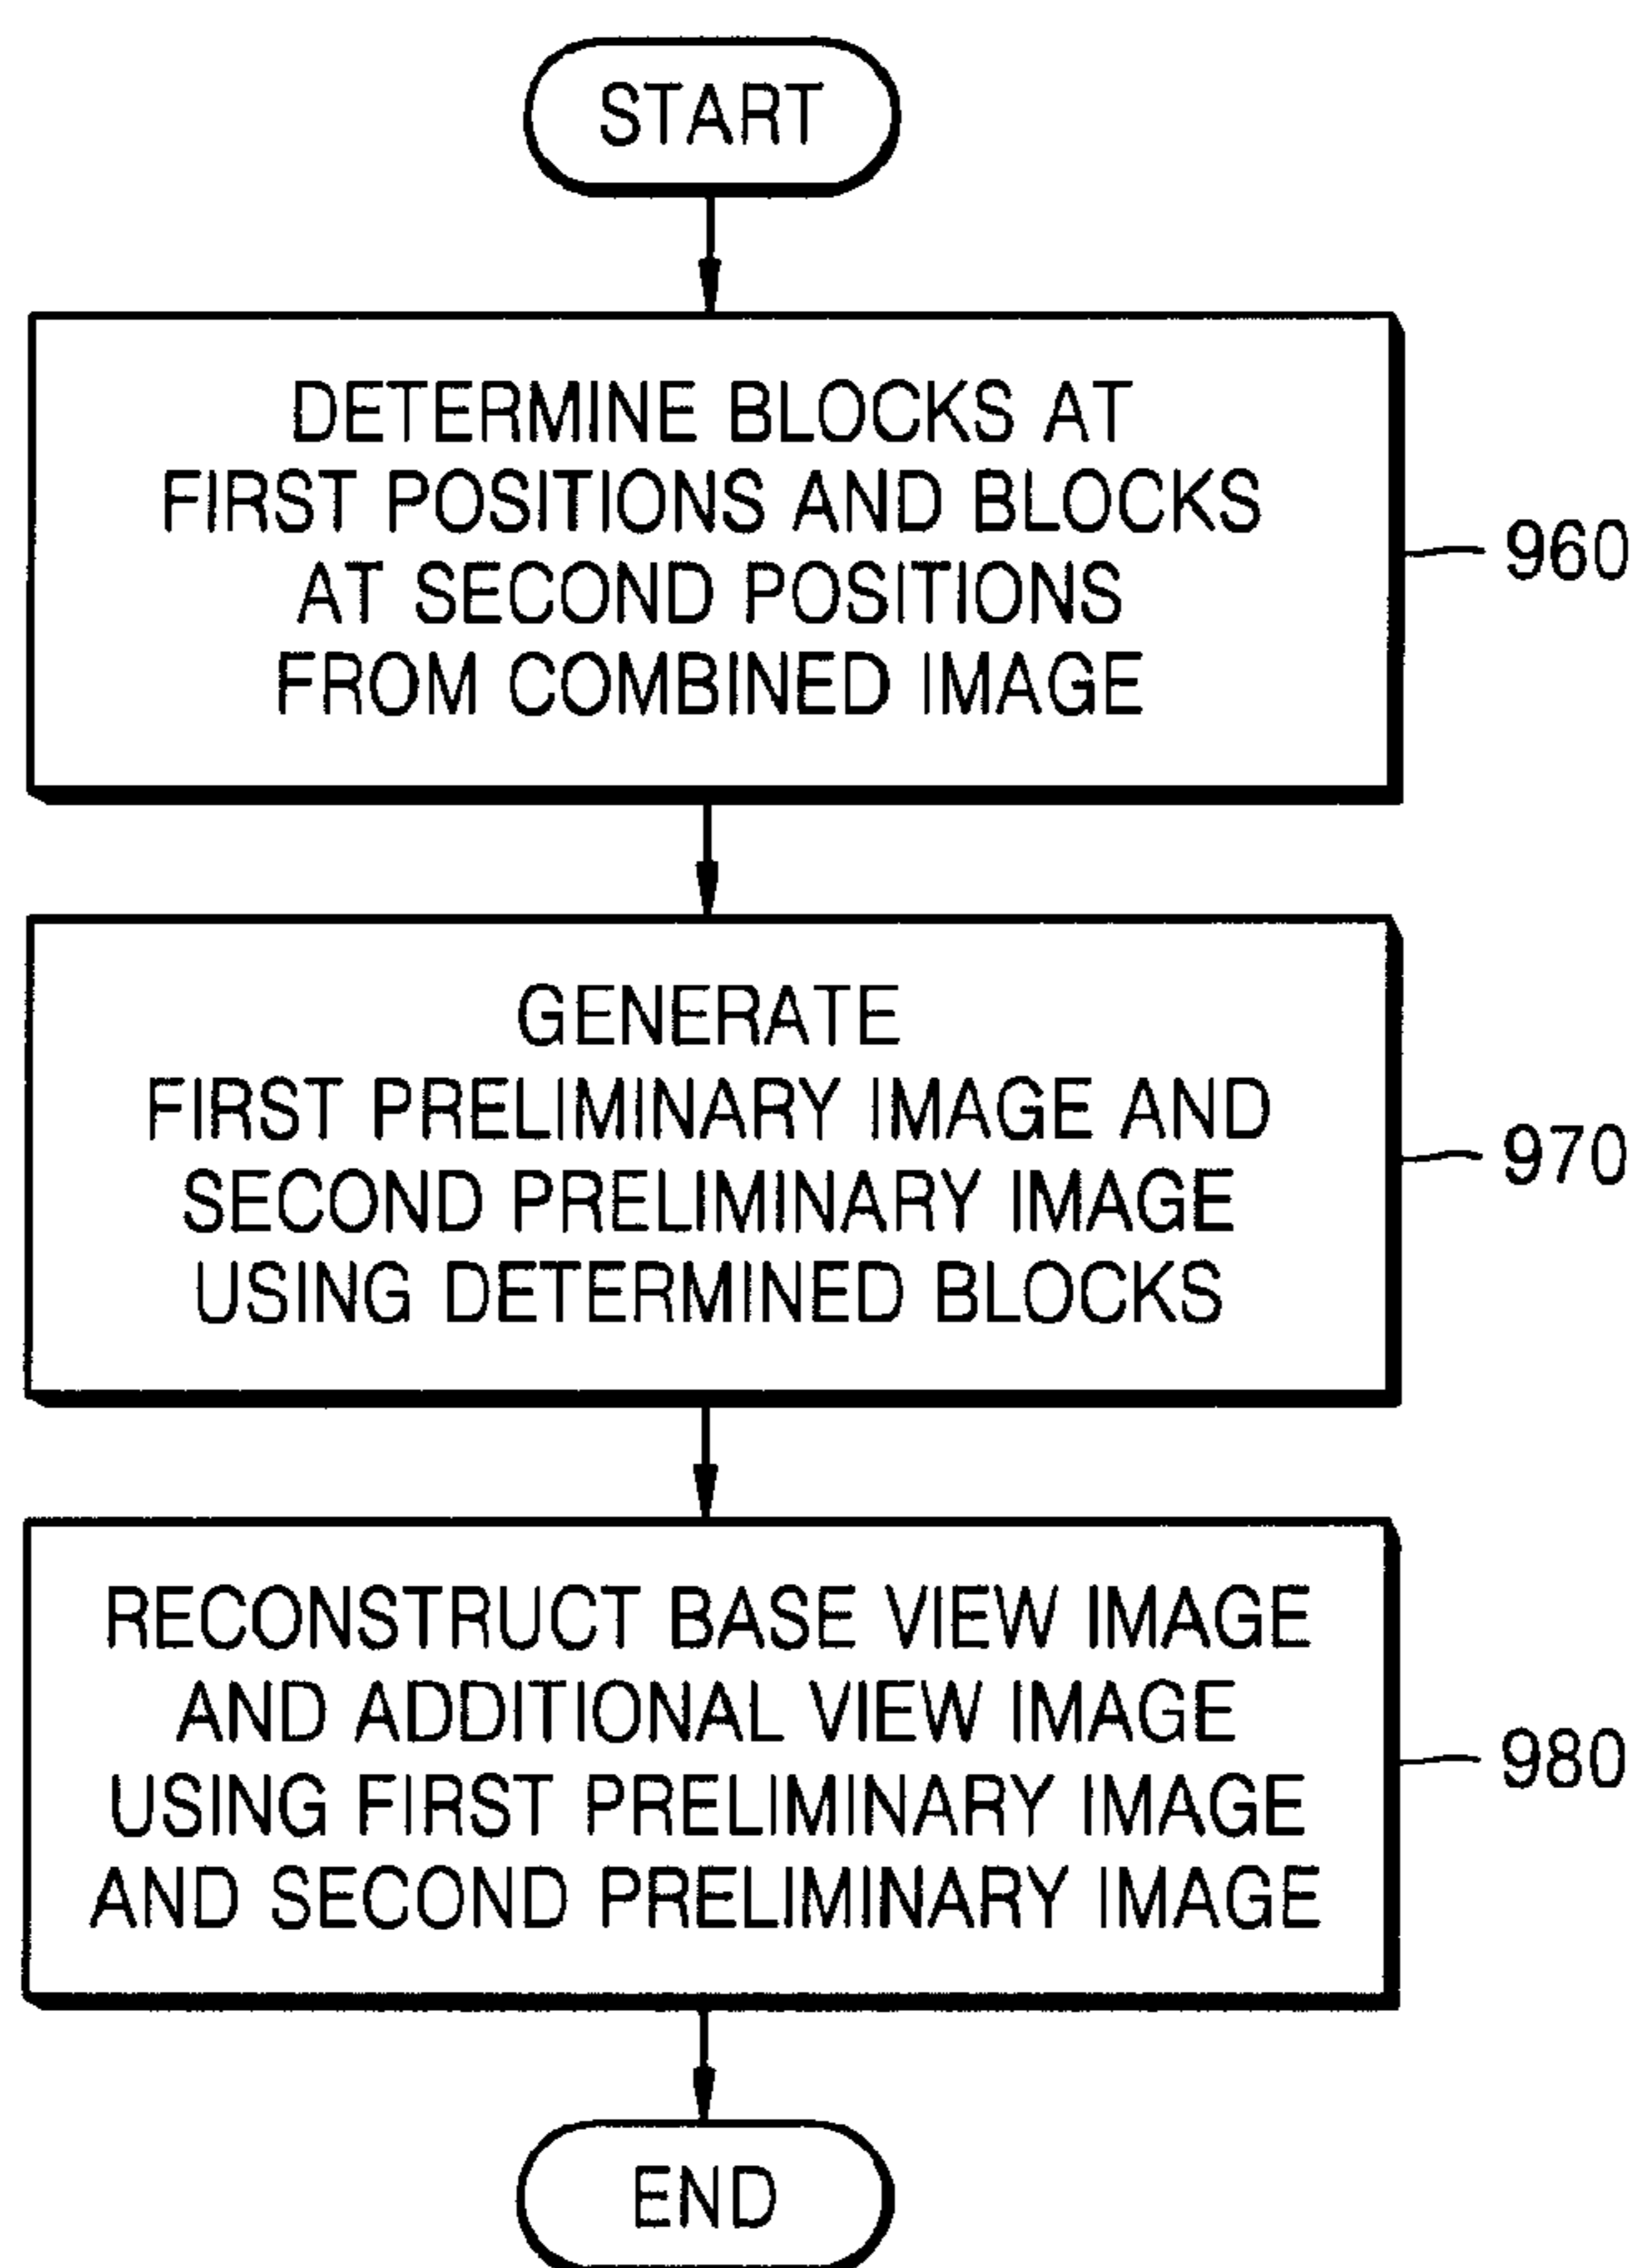 START
DETERMINE BLOCKS AT
FIRST POSITIONS AND BLOCKS
AT SECOND POSITIONS
FROM COMBINED IMAGE
960
GENERATE
FIRST PRELIMINARY IMAGE AND
SECOND PRELIMINARY IMAGE
USING DETERMINED BLOCKS
970
RECONSTRUCT BASE VIEW IMAGE
AND ADDITIONAL VIEW IMAGE
USING FIRST PRELIMINARY IMAGE
AND SECOND PRELIMINARY IMAGE
980
END